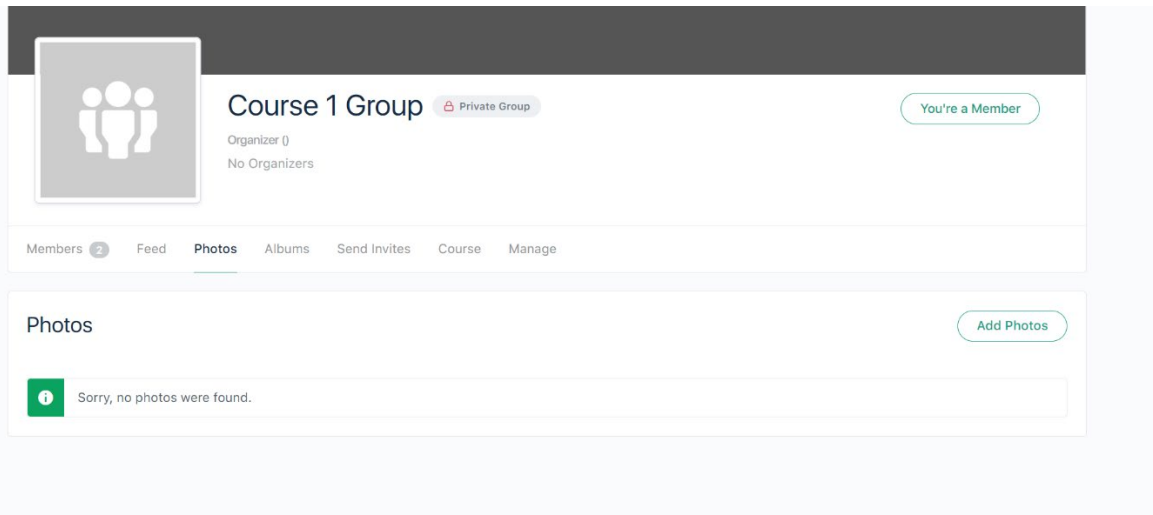 Course 1 Group Private Group You're a Member
Organizer ()
No Organizers
Members 2 Feed Photos Albums Send Invites Course Manage
Photos Add Photos
Sorry, no photos were found.